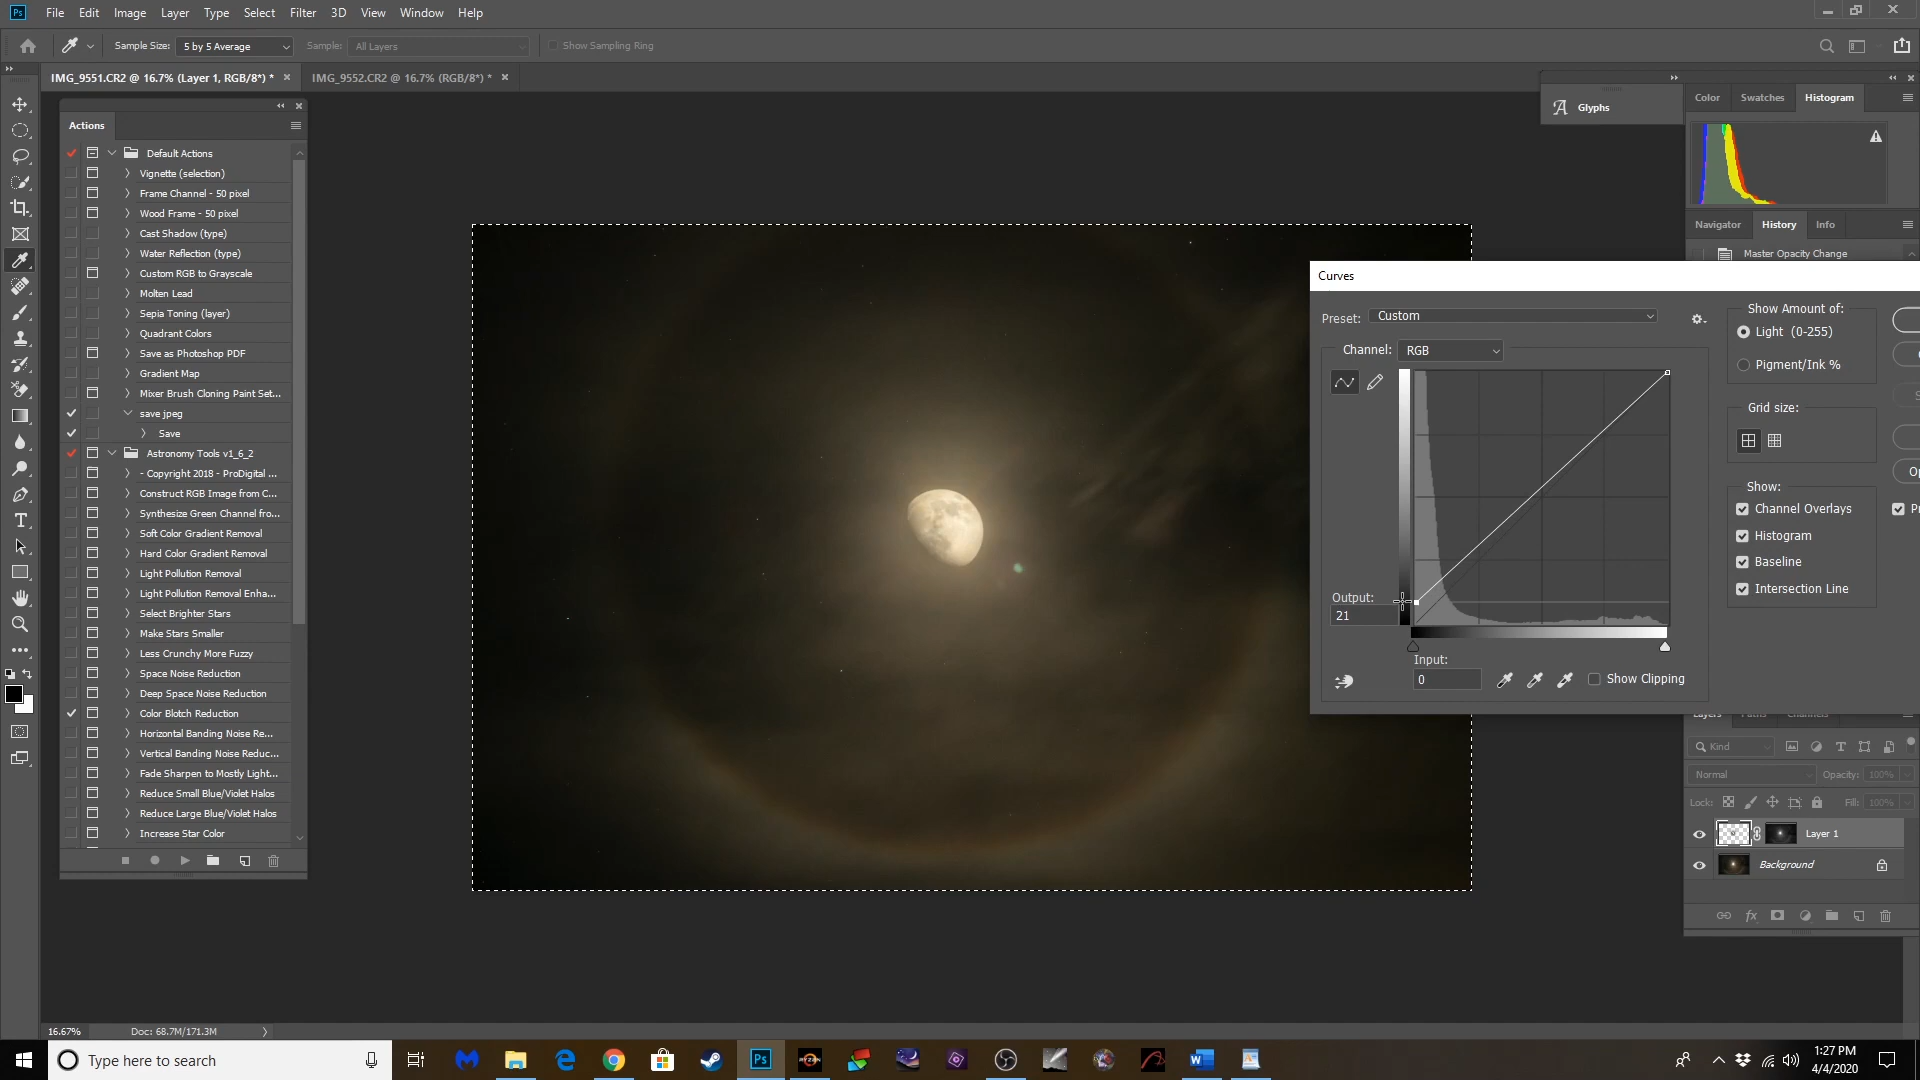 Ps File Edit Image Layer Type Select Filter 3D View Window Help
Sample Size: 5 by 5 Average Sample: All Layers Show Sampling Ring
IMG_9551.CR2 @ 16.7% (Layer 1, RGB/8*) * × IMG_9552.CR2 @ 16.7% (RGB/8*) * ×
Glyphs
Color Swatches Histogram
Actions
Default Actions
Vignette (selection)
Frame Channel - 50 pixel
Wood Frame - 50 pixel
Cast Shadow (type)
Water Reflection (type)
Custom RGB to Grayscale
Molten Lead
Sepia Toning (layer)
Quadrant Colors
Save as Photoshop PDF
Gradient Map
Mixer Brush Cloning Paint Set...
save jpeg
Save
Astronomy Tools v1_6_2
- Copyright 2018 - ProDigital ...
Construct RGB Image from C...
Synthesize Green Channel fro...
Soft Color Gradient Removal
Hard Color Gradient Removal
Light Pollution Removal
Light Pollution Removal Enha...
Select Brighter Stars
Make Stars Smaller
Less Crunchy More Fuzzy
Space Noise Reduction
Deep Space Noise Reduction
Color Blotch Reduction
Horizontal Banding Noise Re...
Vertical Banding Noise Reduc...
Fade Sharpen to Mostly Light...
Reduce Small Blue/Violet Halos
Reduce Large Blue/Violet Halos
Increase Star Color
Navigator History Info
Master Opacity Change
Curves
Preset: Custom
Channel: RGB
Output:
21
Input:
0
Show Clipping
Show Amount of:
Light (0-255)
Pigment/Ink %
Grid size:
Show:
Channel Overlays
Histogram
Baseline
Intersection Line
Op
Layers Paths Channels
Kind
Normal Opacity: 100%
Lock: Fill: 100%
Layer 1
Background
16.67% Doc: 68.7M/171.3M
Type here to search
Ps
RYZEN
1:27 PM
4/4/2020